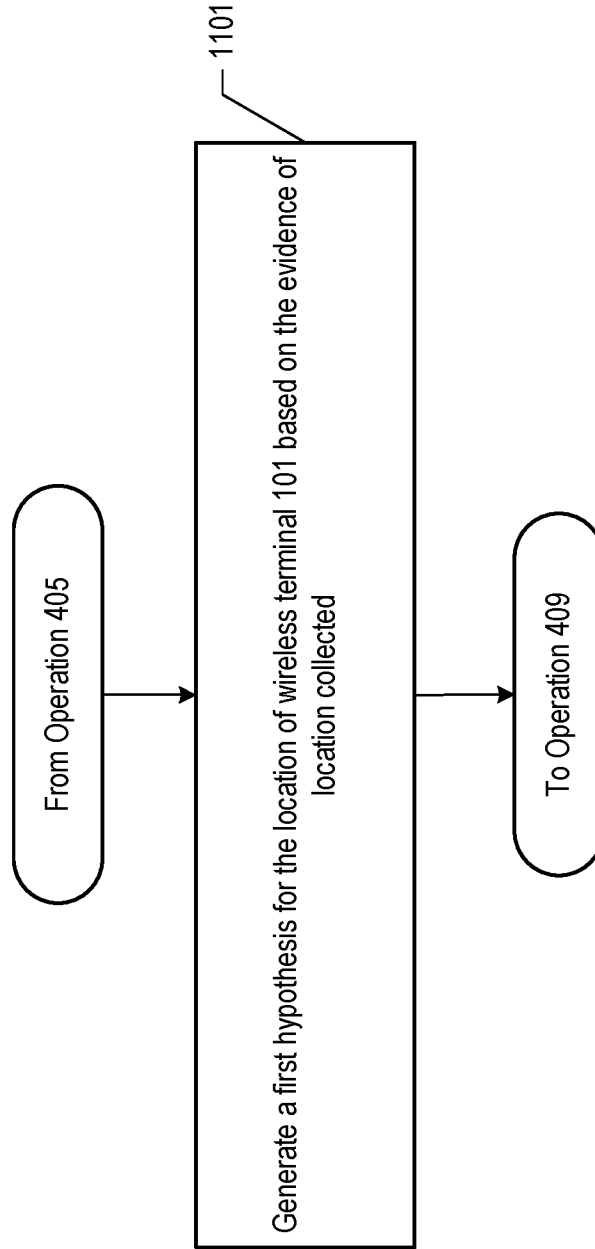 From Operation 405
1101
Generate a first hypothesis for the location of wireless terminal 101 based on the evidence of
location collected
To Operation 409